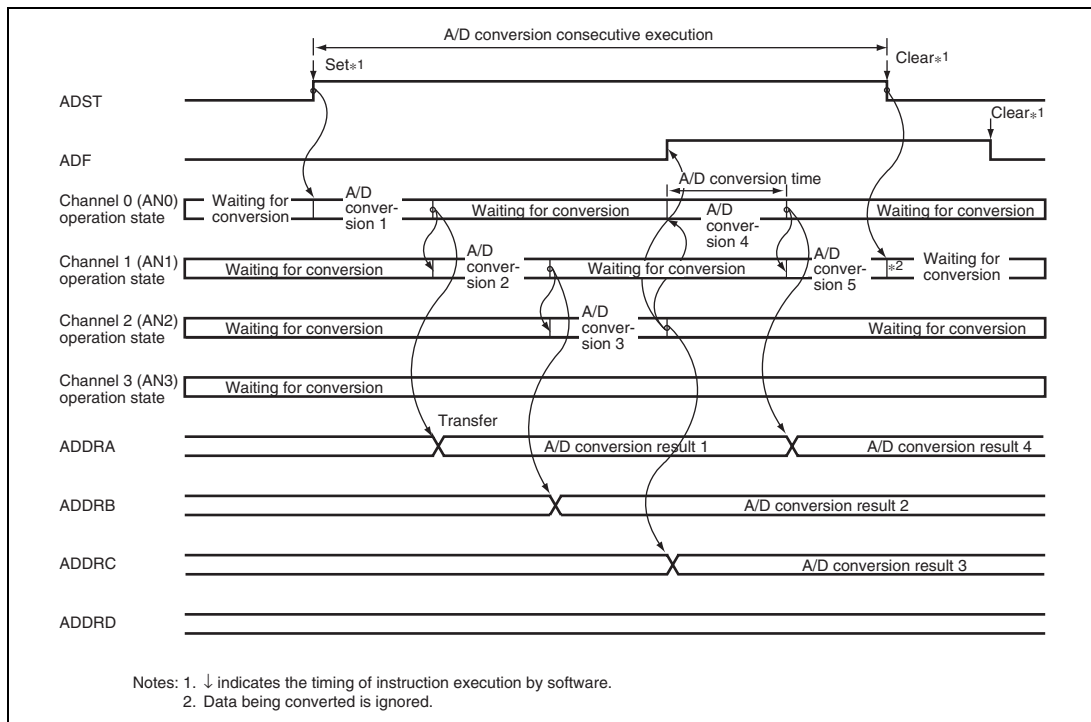 A/D conversion consecutive execution
Set*1
Clear*1
ADST
Clear*1
ADF
A/D conversion time
Channel 0 (AN0)
operation state
Waiting for
conversion
A/D
conver-
sion 1
Waiting for conversion
A/D
conver-
sion 4
Waiting for conversion
Channel 1 (AN1)
operation state
Waiting for conversion
A/D
conver-
sion 2
Waiting for conversion
A/D
conver-
sion 5
*2
Waiting for
conversion
Channel 2 (AN2)
operation state
Waiting for conversion
A/D
conver-
sion 3
Waiting for conversion
Channel 3 (AN3)
operation state
Waiting for conversion
Transfer
ADDRA
A/D conversion result 1
A/D conversion result 4
ADDRB
A/D conversion result 2
ADDRC
A/D conversion result 3
ADDRD
Notes: 1. ↓ indicates the timing of instruction execution by software.
2. Data being converted is ignored.